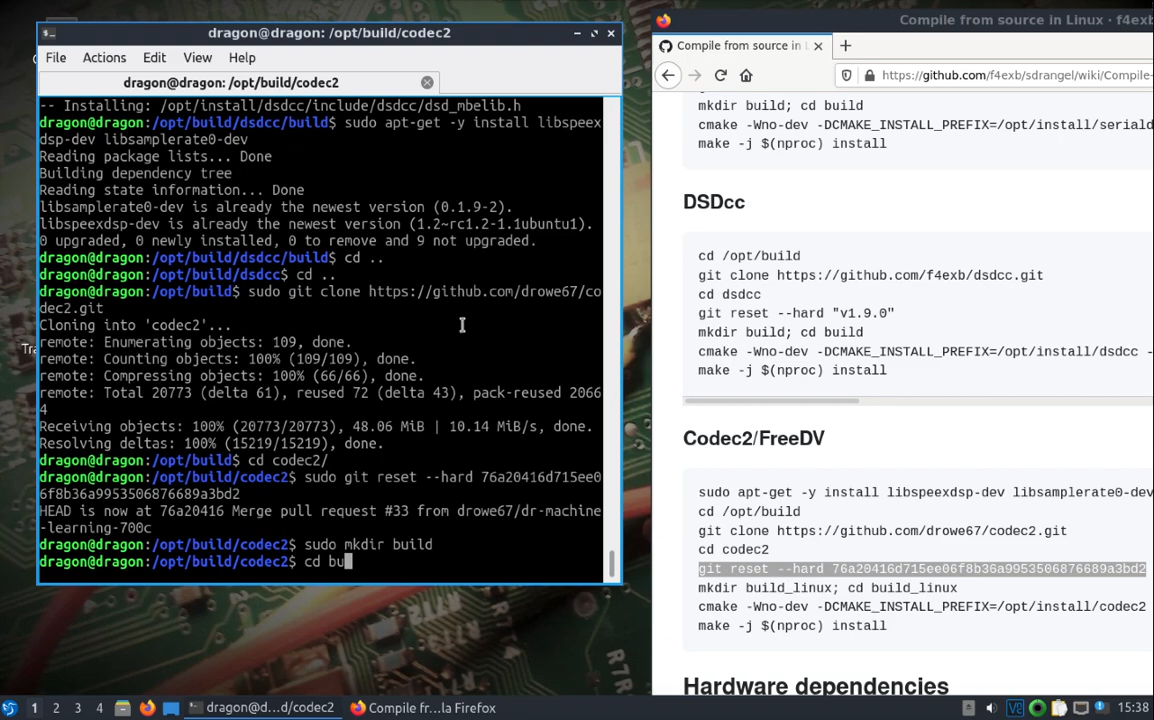 dragon@dragon: /opt/build/codec2
File Actions Edit View Help
dragon@dragon: /opt/build/codec2
-- Installing: /opt/install/dsdcc/include/dsdcc/dsd_mbelib.h
dragon@dragon:/opt/build/dsdcc/build$ sudo apt-get -y install libspeex
dsp-dev libsamplerate0-dev
Reading package lists... Done
Building dependency tree
Reading state information... Done
libsamplerate0-dev is already the newest version (0.1.9-2).
libspeexdsp-dev is already the newest version (1.2~rc1.2-1.1ubuntu1).
0 upgraded, 0 newly installed, 0 to remove and 9 not upgraded.
dragon@dragon:/opt/build/dsdcc/build$ cd ..
dragon@dragon:/opt/build/dsdcc$ cd ..
dragon@dragon:/opt/build$ sudo git clone https://github.com/drowe67/co
dec2.git
Cloning into 'codec2'...
remote: Enumerating objects: 109, done.
remote: Counting objects: 100% (109/109), done.
remote: Compressing objects: 100% (66/66), done.
remote: Total 20773 (delta 61), reused 72 (delta 43), pack-reused 2066
4
Receiving objects: 100% (20773/20773), 48.06 MiB | 10.14 MiB/s, done.
Resolving deltas: 100% (15219/15219), done.
dragon@dragon:/opt/build$ cd codec2/
dragon@dragon:/opt/build/codec2$ sudo git reset --hard 76a20416d715ee0
6f8b36a9953506876689a3bd2
HEAD is now at 76a20416 Merge pull request #33 from drowe67/dr-machine
-learning-700c
dragon@dragon:/opt/build/codec2$ sudo mkdir build
dragon@dragon:/opt/build/codec2$ cd bu
Compile from source in Linux · f4exb
Compile from source in L
https://github.com/f4exb/sdrangel/wiki/Compile-
mkdir build; cd build
cmake -Wno-dev -DCMAKE_INSTALL_PREFIX=/opt/install/seriald
make -j $(nproc) install
DSDcc
cd /opt/build
git clone https://github.com/f4exb/dsdcc.git
cd dsdcc
git reset --hard "v1.9.0"
mkdir build; cd build
cmake -Wno-dev -DCMAKE_INSTALL_PREFIX=/opt/install/dsdcc -
make -j $(nproc) install
Codec2/FreeDV
sudo apt-get -y install libspeexdsp-dev libsamplerate0-dev
cd /opt/build
git clone https://github.com/drowe67/codec2.git
cd codec2
git reset --hard 76a20416d715ee06f8b36a9953506876689a3bd2
mkdir build_linux; cd build_linux
cmake -Wno-dev -DCMAKE_INSTALL_PREFIX=/opt/install/codec2
make -j $(nproc) install
Hardware dependencies
R7R
1 2 3 4
dragon@d...d/codec2
Compile fr...la Firefox
15:38